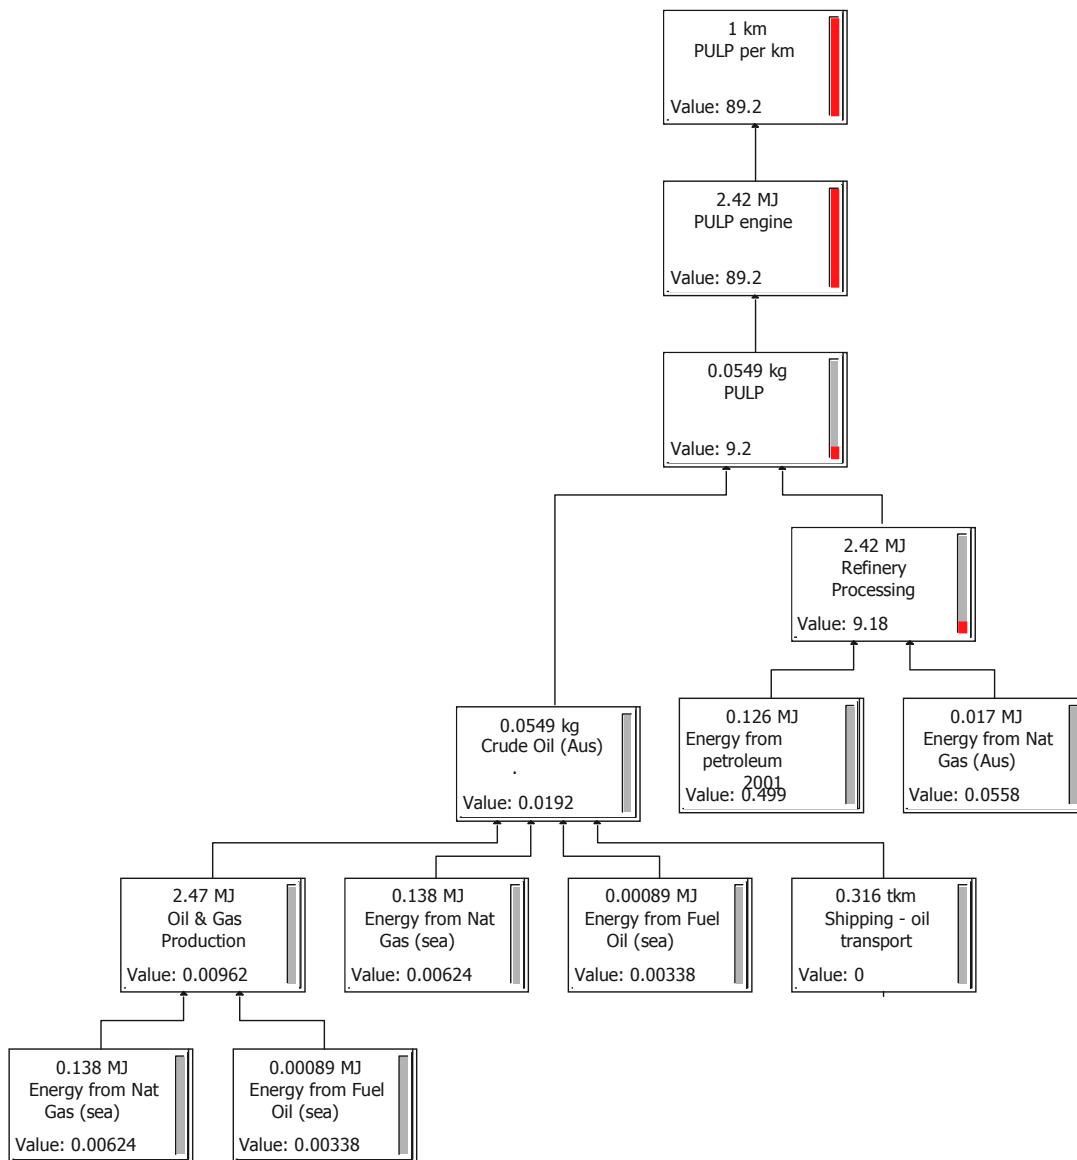 1 km
PULP per km
Value: 89.2
2.42 MJ
PULP engine
Value: 89.2
0.0549 kg
PULP
Value: 9.2
2.42 MJ
Refinery
Processing
Value: 9.18
0.0549 kg
Crude Oil (Aus)
.
Value: 0.0192
0.126 MJ
Energy from
petroleum
2001
Value: 0.499
0.017 MJ
Energy from Nat
Gas (Aus)
Value: 0.0558
2.47 MJ
Oil & Gas
Production
Value: 0.00962
0.138 MJ
Energy from Nat
Gas (sea)
Value: 0.00624
0.00089 MJ
Energy from Fuel
Oil (sea)
Value: 0.00338
0.316 tkm
Shipping - oil
transport
Value: 0
0.138 MJ
Energy from Nat
Gas (sea)
Value: 0.00624
0.00089 MJ
Energy from Fuel
Oil (sea)
Value: 0.00338